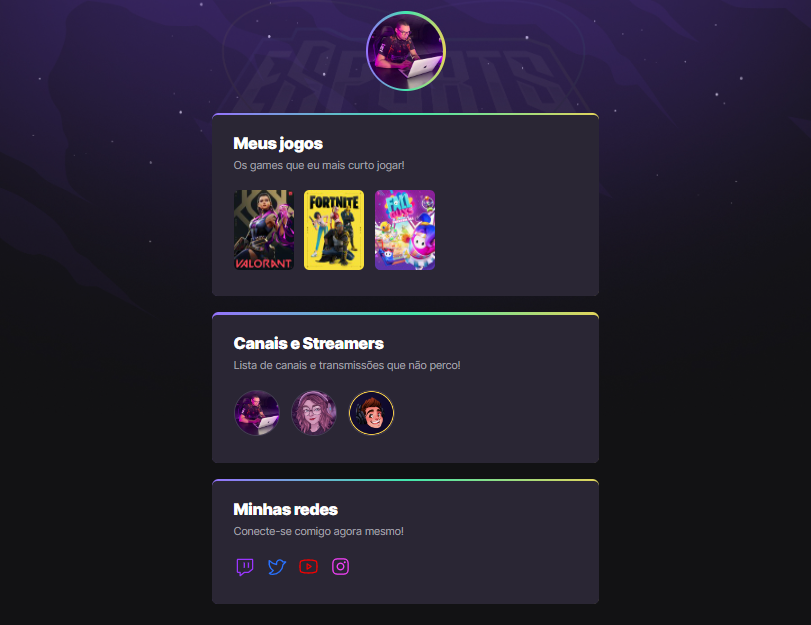 ESPORTS
Meus jogos
Os games que eu mais curto jogar!
VALORANT
FORTNITE
FALL
GUYS
Canais e Streamers
Lista de canais e transmissões que não perco!
Minhas redes
Conecte-se comigo agora mesmo!